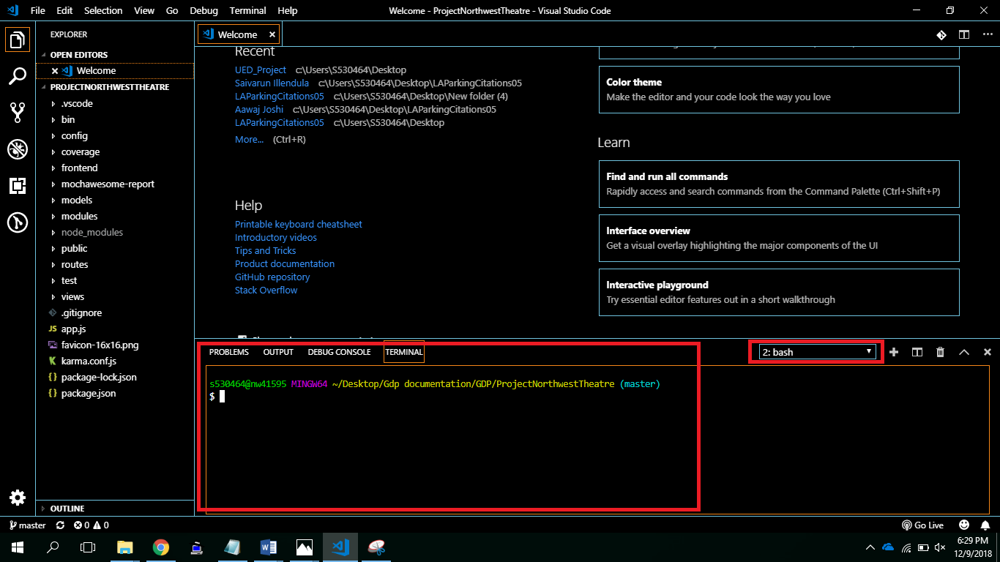 File Edit Selection View Go Debug Terminal Help Welcome - ProjectNorthwestTheatre - Visual Studio Code
EXPLORER
OPEN EDITORS
Welcome
PROJECTNORTHWESTTHEATRE
.vscode
bin
config
coverage
frontend
mochawesome-report
models
modules
node_modules
public
routes
test
views
.gitignore
JS app.js
favicon-16x16.png
K karma.conf.js
{} package-lock.json
{} package.json
OUTLINE
Welcome
Recent
UED_Project c:\Users\S530464\Desktop
Saivarun Illendula c:\Users\S530464\Desktop\LAParkingCitations05
LAParkingCitations05 c:\Users\S530464\Desktop\New folder (4)
Aawaj Joshi c:\Users\S530464\Desktop\LAParkingCitations05
LAParkingCitations05 c:\Users\S530464\Desktop
More... (Ctrl+R)
Help
Printable keyboard cheatsheet
Introductory videos
Tips and Tricks
Product documentation
GitHub repository
Stack Overflow
Color theme
Make the editor and your code look the way you love
Learn
Find and run all commands
Rapidly access and search commands from the Command Palette (Ctrl+Shift+P)
Interface overview
Get a visual overlay highlighting the major components of the UI
Interactive playground
Try essential editor features out in a short walkthrough
PROBLEMS OUTPUT DEBUG CONSOLE TERMINAL 2: bash
s530464@nw41595 MINGW64 ~/Desktop/Gdp documentation/GDP/ProjectNorthwestTheatre (master)
$
master 0 0 Go Live
6:29 PM
12/9/2018